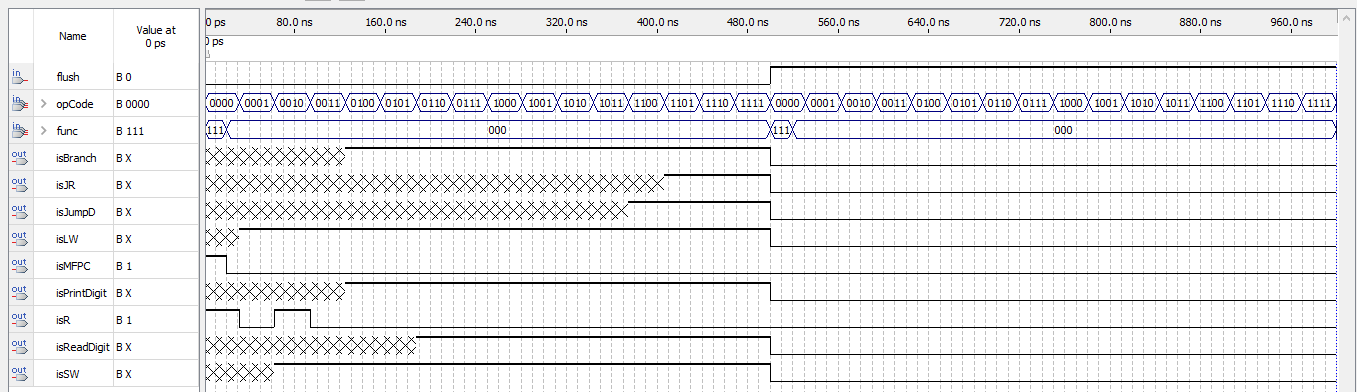 Name
Value at
0 ps
0 ps 80.0 ns 160.0 ns 240.0 ns 320.0 ns 400.0 ns 480.0 ns 560.0 ns 640.0 ns 720.0 ns 800.0 ns 880.0 ns 960.0 ns
0 ps
in flush B 0
in opCode B 0000 0000 0001 0010 0011 0100 0101 0110 0111 1000 1001 1010 1011 1100 1101 1110 1111 0000 0001 0010 0011 0100 0101 0110 0111 1000 1001 1010 1011 1100 1101 1110 1111
in func B 111 111 000 111 000
out isBranch B X
out isJR B X
out isJumpD B X
out isLW B X
out isMFPC B 1
out isPrintDigit B X
out isR B 1
out isReadDigit B X
out isSW B X